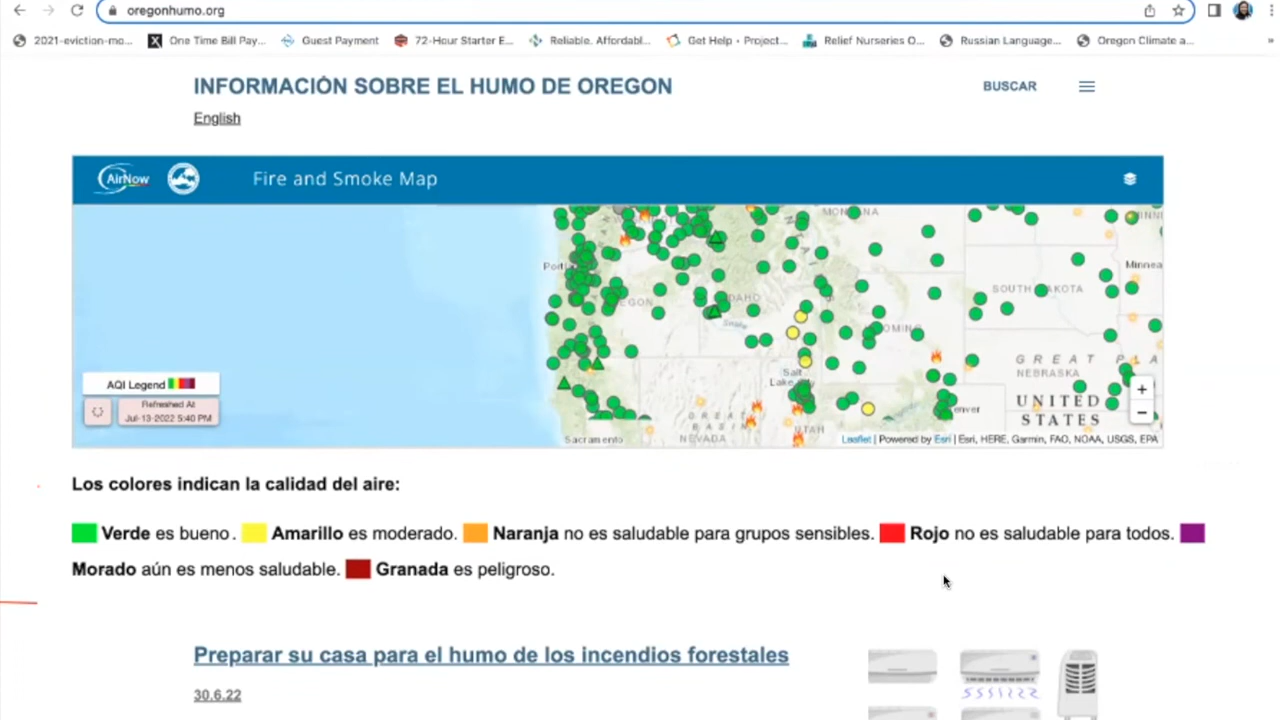 oregonhumo.org
2021-eviction-mo...
One Time Bill Pay...
Guest Payment
72-Hour Starter E...
Reliable. Affordabl...
Get Help • Project...
Relief Nurseries O...
Russian Language...
Oregon Climate a...
»
INFORMACIÓN SOBRE EL HUMO DE OREGON
BUSCAR
English
AirNow
Fire and Smoke Map
MONTANA
Minnea
SOUTH DAKOTA
IDAHO
Snake
GREAT PLA
NEBRASKA
Salt
Lake City
AQI Legend
Refreshed At
Jul-13-2022 5:40 PM
+
UNITED
STATES
−
GREAT
BASIN
NEVADA
UTAH
Sacramento
Leaflet | Powered by Esri | Esri, HERE, Garmin, FAO, NOAA, USGS, EPA
Los colores indican la calidad del aire:
Verde es bueno. Amarillo es moderado. Naranja no es saludable para grupos sensibles. Rojo no es saludable para todos.
Morado aún es menos saludable. Granada es peligroso.
Preparar su casa para el humo de los incendios forestales
30.6.22